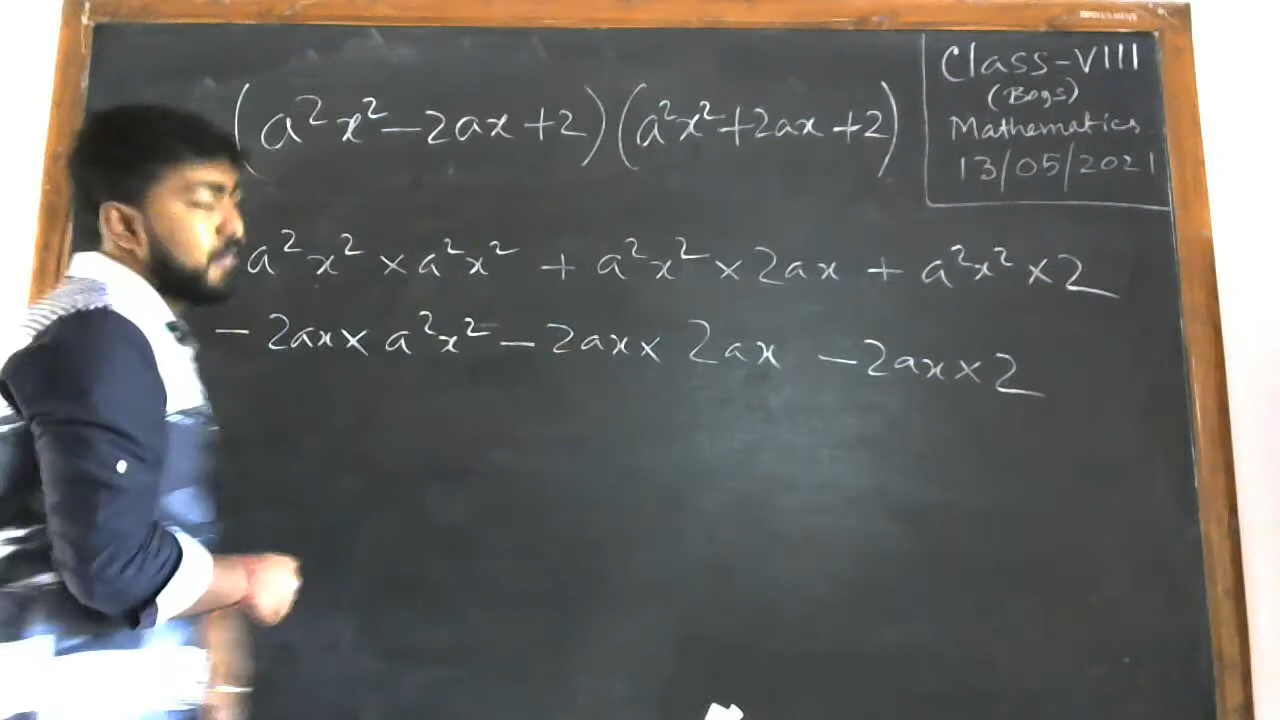 (a²x² - 2ax + 2)(a²x² + 2ax + 2)
Class-VIII
(Boys)
Mathematics
13/05/2021
a²x² × a²x² + a²x² × 2ax + a²x² × 2
- 2ax × a²x² - 2ax × 2ax - 2ax × 2